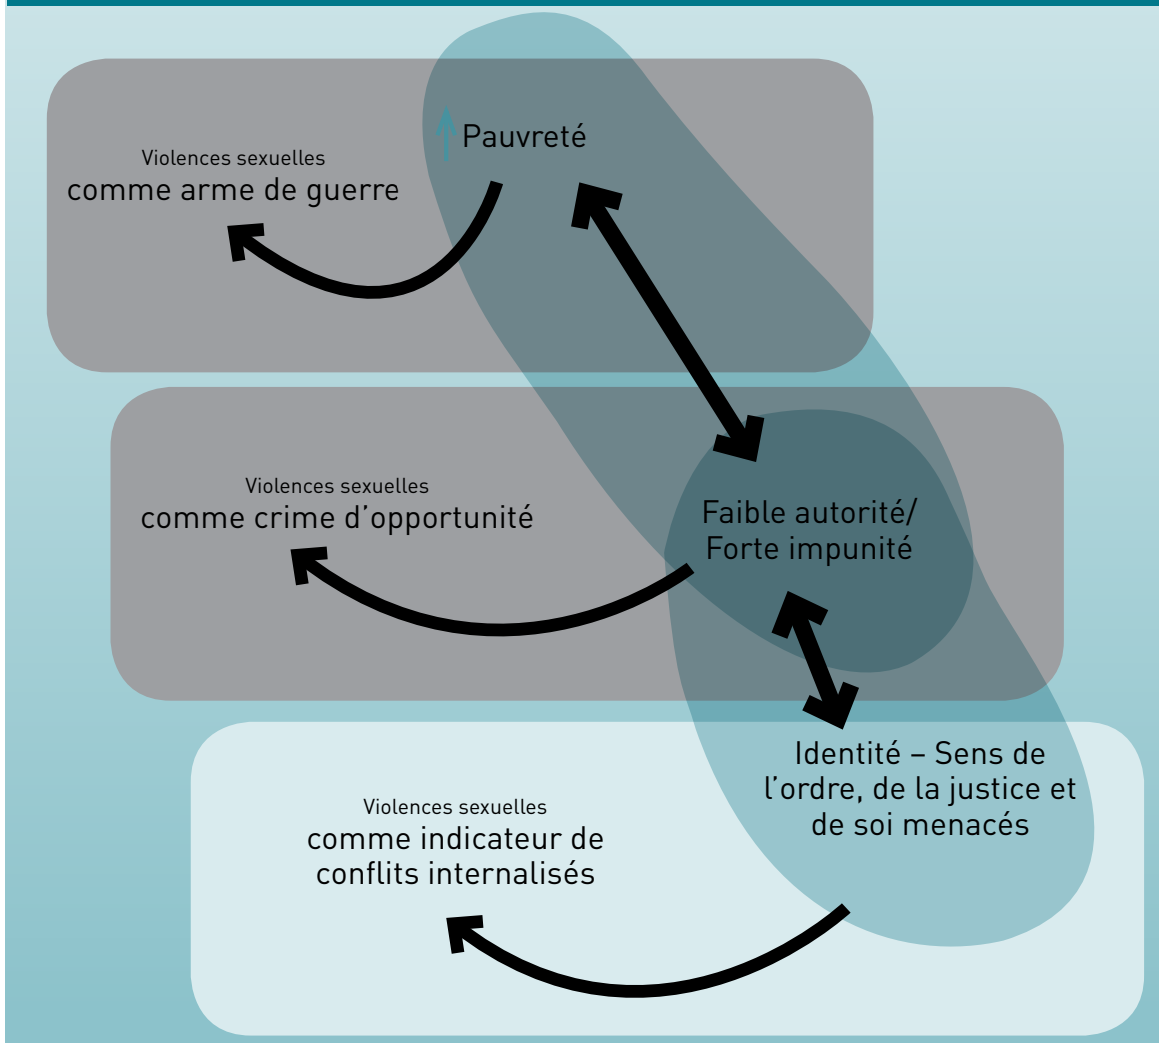 Pauvreté
Violences sexuelles
comme arme de guerre
Violences sexuelles
comme crime d’opportunité
Faible autorité/
Forte impunité
Identité – Sens de
l’ordre, de la justice et
de soi menacés
Violences sexuelles
comme indicateur de
conflits internalisés